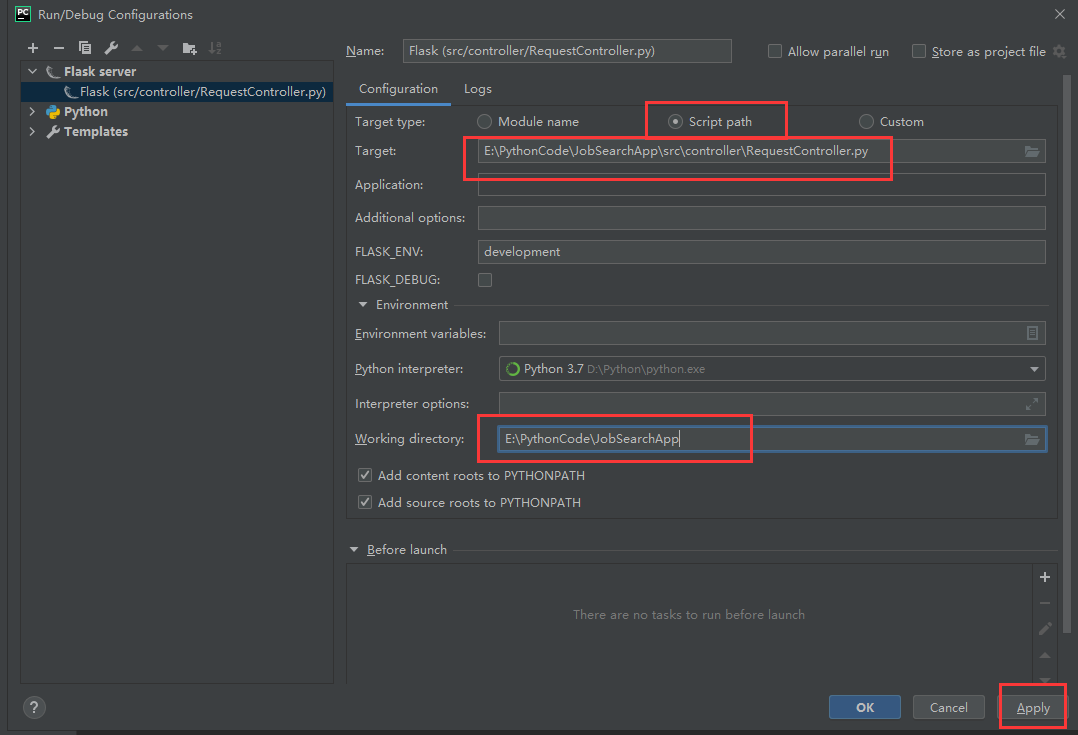 PC Run/Debug Configurations
Name: Flask (src/controller/RequestController.py) Allow parallel run Store as project file
Flask server
Flask (src/controller/RequestController.py)
Python
Templates
Configuration Logs
Target type: Module name Script path Custom
Target: E:\PythonCode\JobSearchApp\src\controller\RequestController.py
Application:
Additional options:
FLASK_ENV: development
FLASK_DEBUG:
Environment
Environment variables:
Python interpreter: Python 3.7 D:\Python\python.exe
Interpreter options:
Working directory: E:\PythonCode\JobSearchApp
Add content roots to PYTHONPATH
Add source roots to PYTHONPATH
Before launch
There are no tasks to run before launch
? OK Cancel Apply